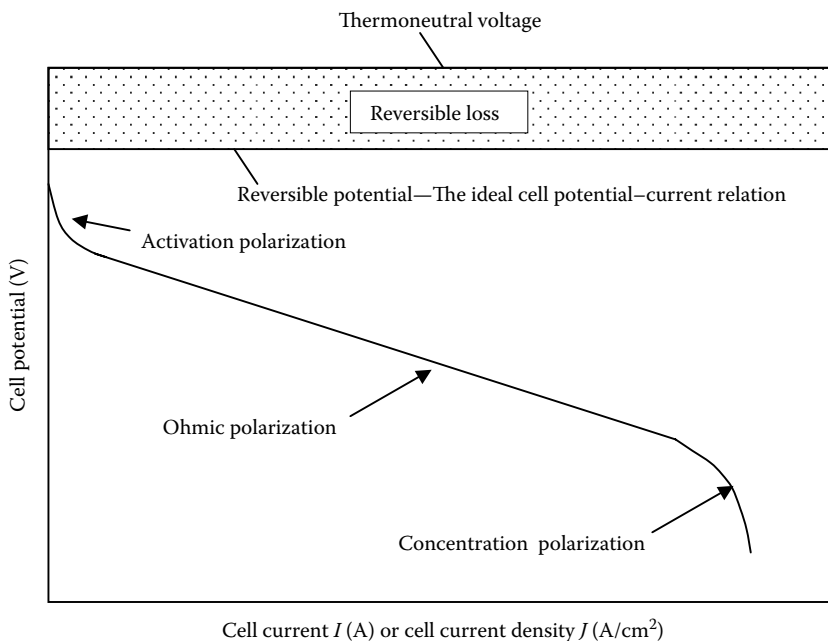 Thermoneutral voltage
Reversible loss
Reversible potential—The ideal cell potential–current relation
Activation polarization
Cell potential (V)
Ohmic polarization
Concentration polarization
Cell current I (A) or cell current density J (A/cm²)